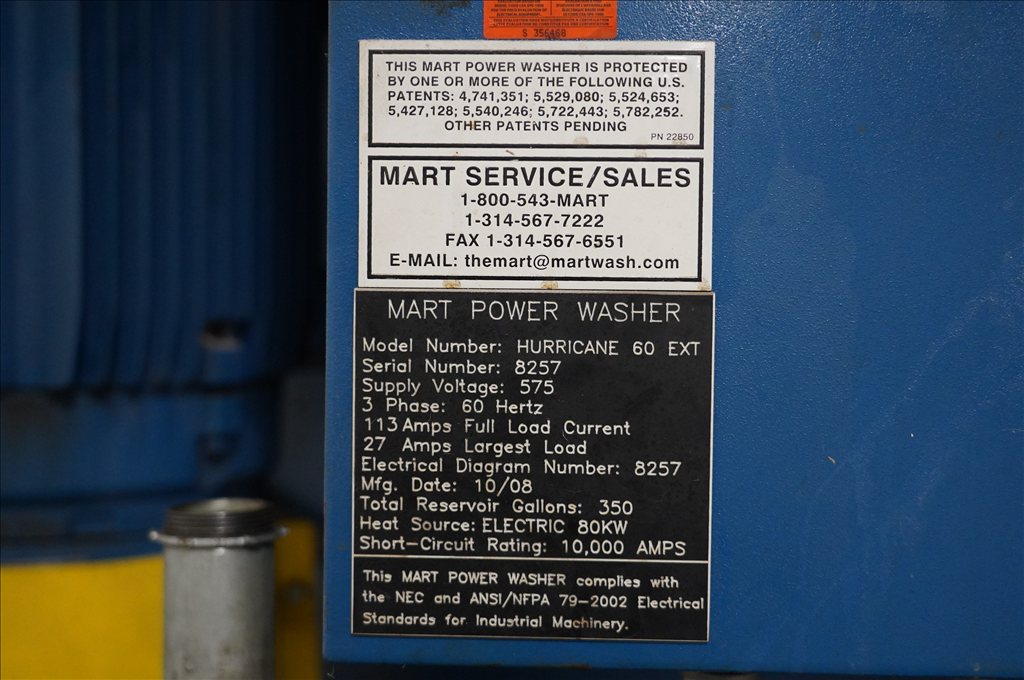 S 356468
THIS MART POWER WASHER IS PROTECTED
BY ONE OR MORE OF THE FOLLOWING U.S.
PATENTS: 4,741,351; 5,529,080; 5,524,653;
5,427,128; 5,540,246; 5,722,443; 5,782,252.
OTHER PATENTS PENDING
PN 22850
MART SERVICE/SALES
1-800-543-MART
1-314-567-7222
FAX 1-314-567-6551
E-MAIL: themart@martwash.com
MART POWER WASHER
Model Number: HURRICANE 60 EXT
Serial Number: 8257
Supply Voltage: 575
3 Phase: 60 Hertz
113 Amps Full Load Current
27 Amps Largest Load
Electrical Diagram Number: 8257
Mfg. Date: 10/08
Total Reservoir Gallons: 350
Heat Source: ELECTRIC 80KW
Short-Circuit Rating: 10,000 AMPS
This MART POWER WASHER complies with
the NEC and ANSI/NFPA 79-2002 Electrical
Standards for Industrial Machinery.